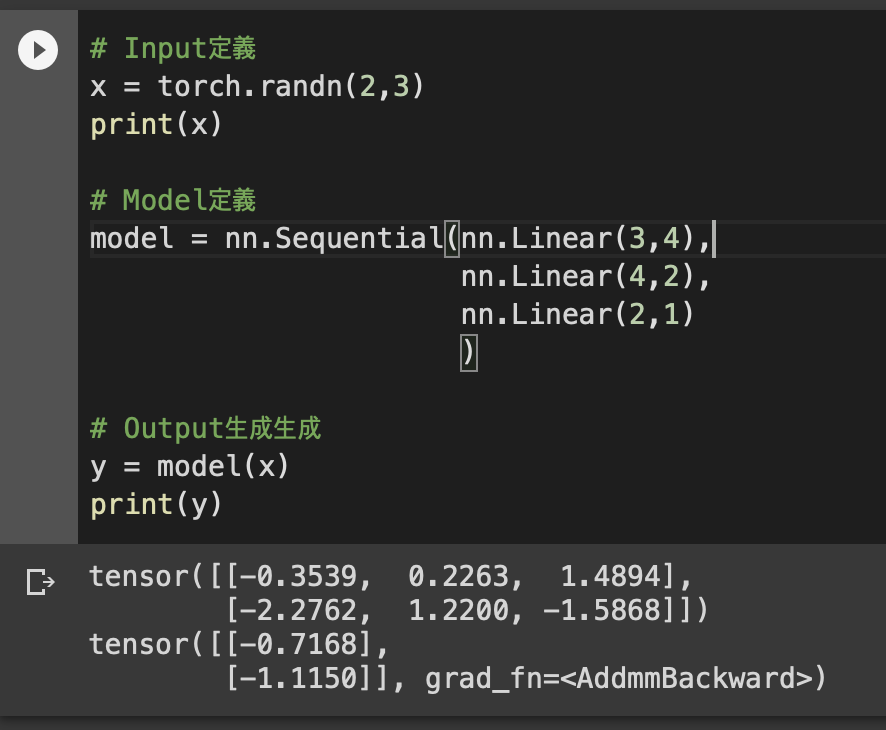 # Input定義
x = torch.randn(2,3)
print(x)
# Model定義
model = nn.Sequential(nn.Linear(3,4),
nn.Linear(4,2),
nn.Linear(2,1)
)
# Output生成生成
y = model(x)
print(y)
tensor([[-0.3539,  0.2263,  1.4894],
[-2.2762,  1.2200, -1.5868]])
tensor([[-0.7168],
[-1.1150]], grad_fn=<AddmmBackward>)